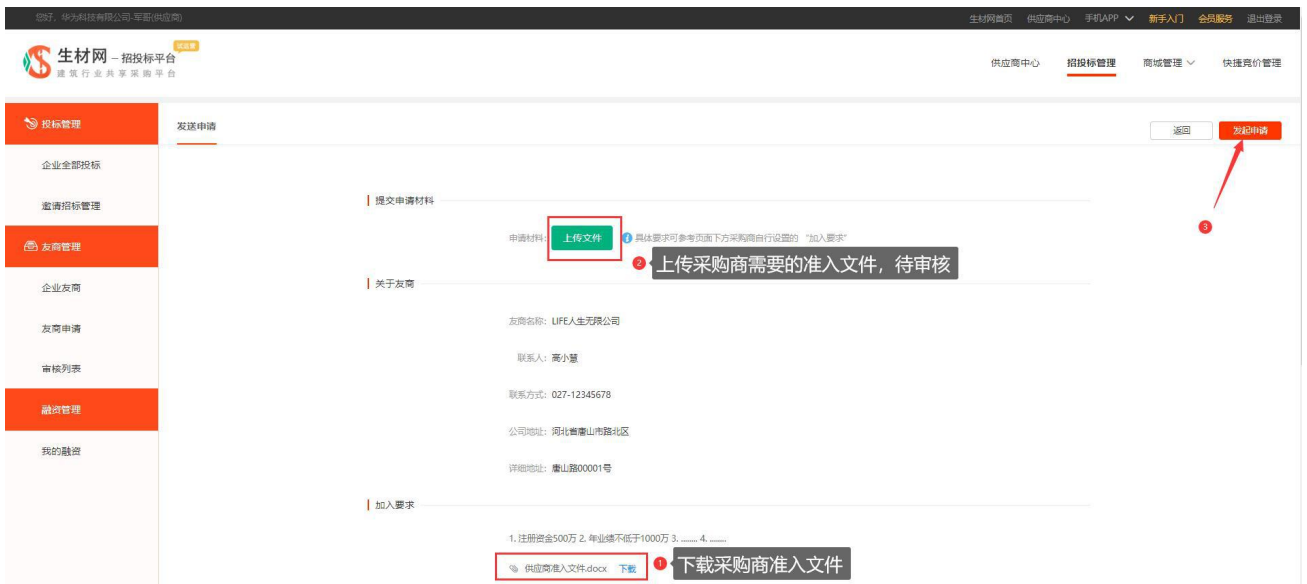 您好，华为科技有限公司-军哥(供应商)
生材网首页 供应商中心 手机APP 新手入门 会员服务 退出登录
生材网 – 招投标平台
建筑行业共享采购平台
供应商中心 招投标管理 商城管理 快捷竞价管理
投标管理
发送申请
返回 发起申请
企业全部投标
邀请招标管理
提交申请材料
3
友商管理
申请材料: 上传文件 具体要求可参考页面下方采购商自行设置的 “加入要求”
2 上传采购商需要的准入文件，待审核
企业友商
关于友商
友商申请
友商名称: LIFE人生无限公司
审核列表
联系人: 高小慧
融资管理
联系方式: 027-12345678
我的融资
公司地址: 河北省唐山市路北区
详细地址: 唐山路00001号
加入要求
1. 注册资金500万 2. 年业绩不低于1000万 3. ........ 4. ........
供应商准入文件.docx 下载 1 下载采购商准入文件